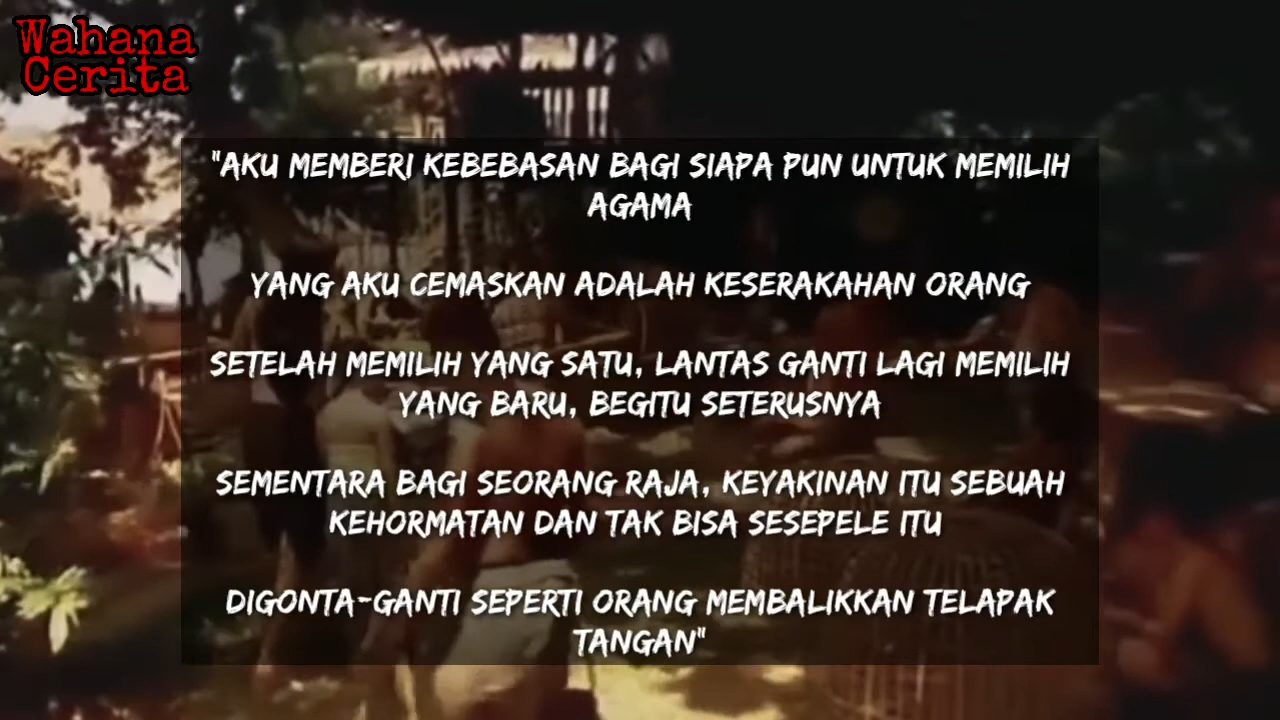 Wahana
Cerita
"AKU MEMBERI KEBEBASAN BAGI SIAPA PUN UNTUK MEMILIH
AGAMA
YANG AKU CEMASKAN ADALAH KESERAKAHAN ORANG
SETELAH MEMILIH YANG SATU, LANTAS GANTI LAGI MEMILIH
YANG BARU, BEGITU SETERUSNYA
SEMENTARA BAGI SEORANG RAJA, KEYAKINAN ITU SEBUAH
KEHORMATAN DAN TAK BISA SESEPELE ITU
DIGONTA-GANTI SEPERTI ORANG MEMBALIKKAN TELAPAK
TANGAN"